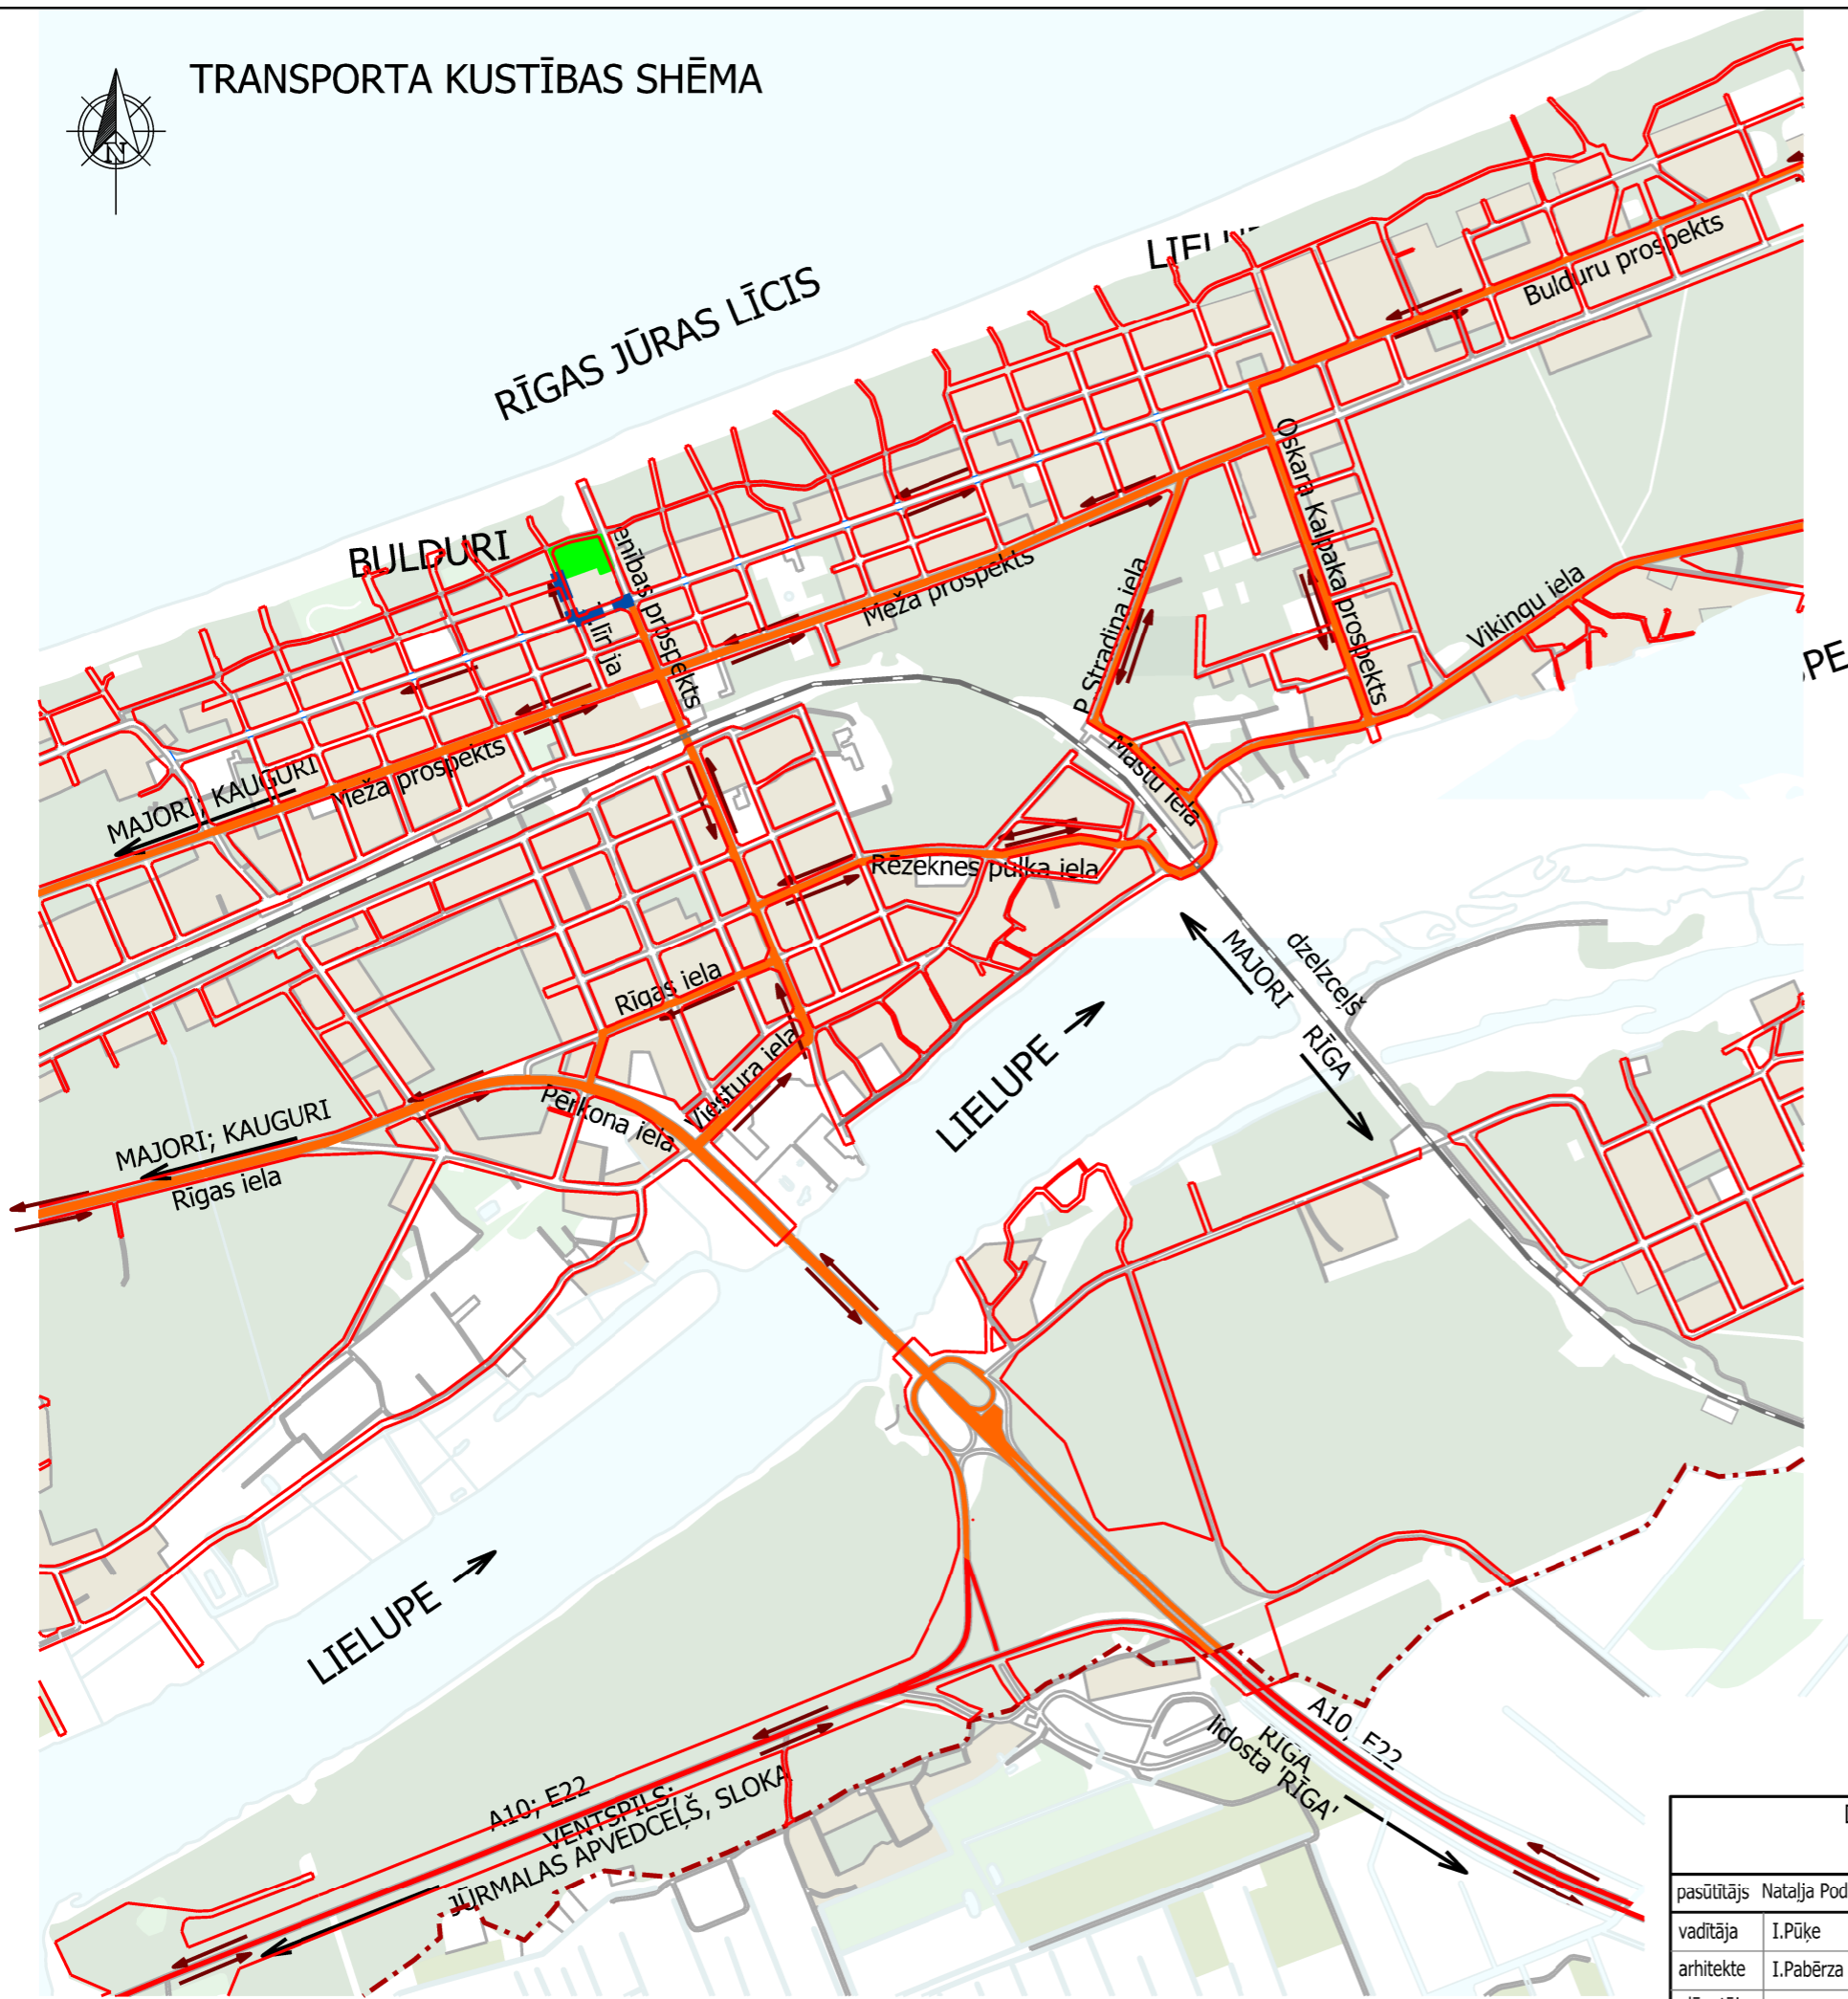 TRANSPORTA KUSTĪBAS SHĒMA
N
RĪGAS JŪRAS LĪCIS
Bulduru prospekts
BULDURI
Oskara Kalpaka prospekts
Meža prospekts
P.Stradiņa iela
Vikingu iela
prospekts
līnija
Mastu iela
MAJORI; KAUGURI
Meža prospekts
Rēzeknes pulka iela
Rīgas iela
MAJORI
dzelzceļš
RĪGA
Viestura iela
LIELUPE
Pērkona iela
MAJORI; KAUGURI
Rīgas iela
LIELUPE
A10; E22
VENTSPILS;
JŪRMALAS APVEDCEĻŠ, SLOKA
A10, E22
RĪGA
lidosta 'RĪGA'
pasūtītājs Nataļja
vadītāja I.Pūķe
arhitekte I.Pabērza